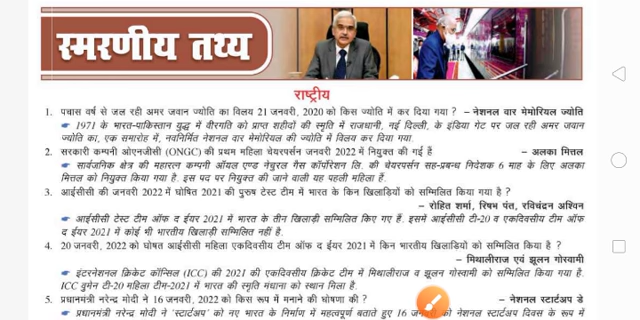 स्मरणीय तथ्य
राष्ट्रीय
1. पचास वर्ष से जल रही अमर जवान ज्योति का विलय 21 जनवरी, 2020 को किस ज्योति में कर दिया गया ? – नेशनल वार मेमोरियल ज्योति
1971 के भारत-पाकिस्तान युद्ध में वीरगति को प्राप्त शहीदों की स्मृति में राजधानी, नई दिल्ली, के इंडिया गेट पर जल रही अमर जवान
ज्योति का, एक समारोह में, नवनिर्मित नेशनल वार मेमोरियल की ज्योति में विलय कर दिया गया.
2. सरकारी कम्पनी ओएनजीसी (ONGC) की प्रथम महिला चेयरपर्सन जनवरी 2022 में नियुक्त की गई हैं – अलका मित्तल
सार्वजनिक क्षेत्र की महारत्न कम्पनी ऑयल एण्ड नेचुरल गैस कॉर्पोरेशन लि. की चेयरपर्सन सह-प्रबन्ध निदेशक 6 माह के लिए अलका
मित्तल को नियुक्त किया गया है. इस पद पर नियुक्त की जाने वाली यह पहली महिला हैं.
3. आईसीसी की जनवरी 2022 में घोषित 2021 की पुरुष टेस्ट टीम में भारत के किन खिलाड़ियों को सम्मिलित किया गया है ?
– रोहित शर्मा, रिषभ पंत, रविचंद्रन अश्विन
आईसीसी टेस्ट टीम ऑफ द ईयर 2021 में भारत के तीन खिलाड़ी सम्मिलित किए गए हैं. इसमें आईसीसी टी-20 व एकदिवसीय टीम ऑफ
द ईयर 2021 में कोई भी भारतीय खिलाड़ी सम्मिलित नहीं है.
4. 20 जनवरी, 2022 को घोषत आईसीसी महिला एकदिवसीय टीम ऑफ द ईयर 2021 में किन भारतीय खिलाडियों को सम्मिलित किया है ?
– मिथालीराज एवं झूलन गोस्वामी
इंटरनेशनल क्रिकेट कॉन्सिल (ICC) की 2021 की एकदिवसीय क्रिकेट टीम में मिथालीराज व झूलन गोस्वामी को सम्मिलित किया गया है.
ICC वुमेन टी-20 महिला टीम-2021 में भारत की स्मृति मंधाना को स्थान मिला है.
5. प्रधानमंत्री नरेन्द्र मोदी ने 16 जनवरी, 2022 को किस रूप में मनाने की घोषणा की ? – नेशनल स्टार्टअप डे
प्रधानमंत्री नरेन्द्र मोदी ने 'स्टार्टअप' को नए भारत के निर्माण में महत्वपूर्ण बताते हुए 16 को नेशनल स्टार्टअप दिवस के रूप में